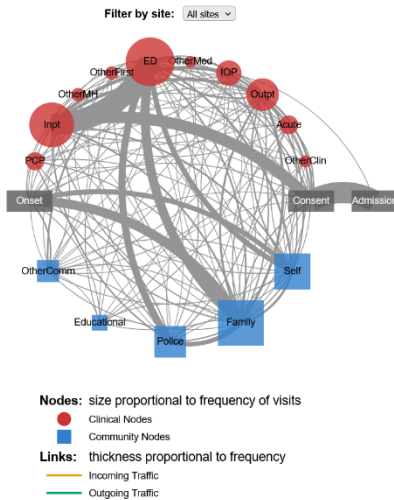 Filter by site: All sites
ED
OtherMed
OtherFirst
IOP
OtherMH
Outpt
Inpt
Acute
PCP
OtherClin
Onset
Consent
Admission
OtherComm
Self
Educational
Family
Police
Nodes: size proportional to frequency of visits
Clinical Nodes
Community Nodes
Links: thickness proportional to frequency
Incoming Traffic
Outgoing Traffic